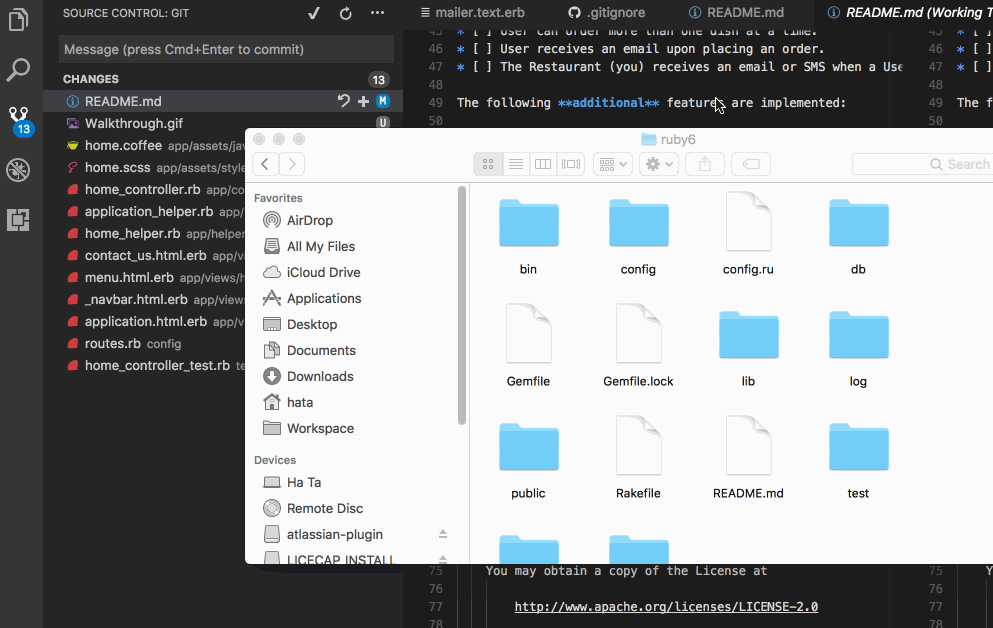 SOURCE CONTROL: GIT
Message (press Cmd+Enter to commit)
CHANGES 13
README.md M
Walkthrough.gif U
home.coffee app/assets/jav
home.scss app/assets/style
home_controller.rb app/co
application_helper.rb app/
home_helper.rb app/helper
contact_us.html.erb app/v
menu.html.erb app/views/h
_navbar.html.erb app/view
application.html.erb app/v
routes.rb config
home_controller_test.rb te
13
mailer.text.erb
.gitignore
README.md
README.md (Working T
45 * [ ] User can order more than one dish at a time. 45 * [ ]
46 * [ ] User receives an email upon placing an order. 46 * [ ]
47 * [ ] The Restaurant (you) receives an email or SMS when a Use 47 * [ ]
48 48
49 The following **additional** features are implemented: 49 The f
50 50
ruby6
Search
Favorites
AirDrop
All My Files
iCloud Drive
Applications
Desktop
Documents
Downloads
hata
Workspace
Devices
Ha Ta
Remote Disc
atlassian-plugin
LICECAP INSTALL
bin
config
config.ru
db
Gemfile
Gemfile.lock
lib
log
public
Rakefile
README.md
test
75 You may obtain a copy of the License at 75 Y
76 76
77 http://www.apache.org/licenses/LICENSE-2.0 77
78 78